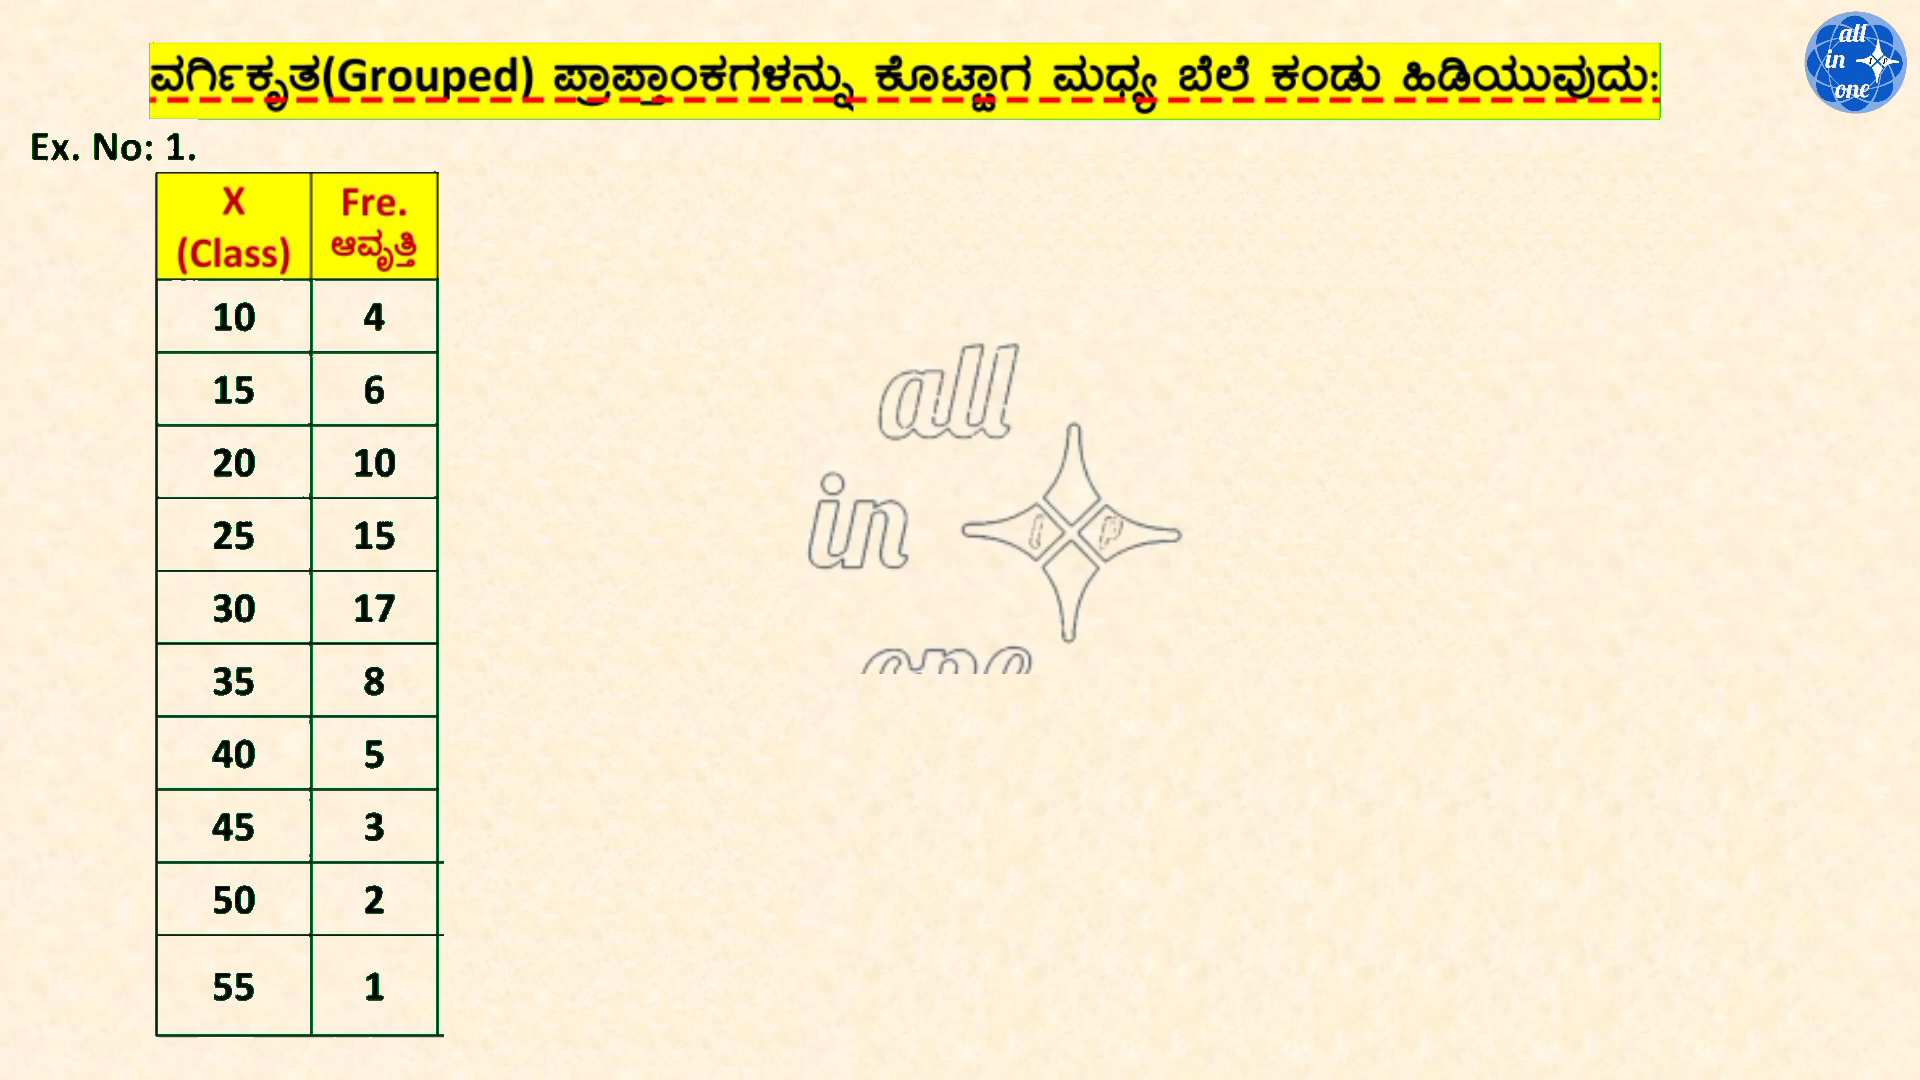 ವರ್ಗಿಕೃತ(Grouped) ಪ್ರಾಪ್ತಾಂಕಗಳನ್ನು ಕೊಟ್ಟಾಗ ಮಧ್ಯ ಬೆಲೆ ಕಂಡು ಹಿಡಿಯುವುದು:
all
in
one
Ex. No: 1.
X Fre.
(Class) ಆವೃತ್ತಿ
10 4
15 6
20 10
25 15
30 17
35 8
40 5
45 3
50 2
55 1
all
in
one